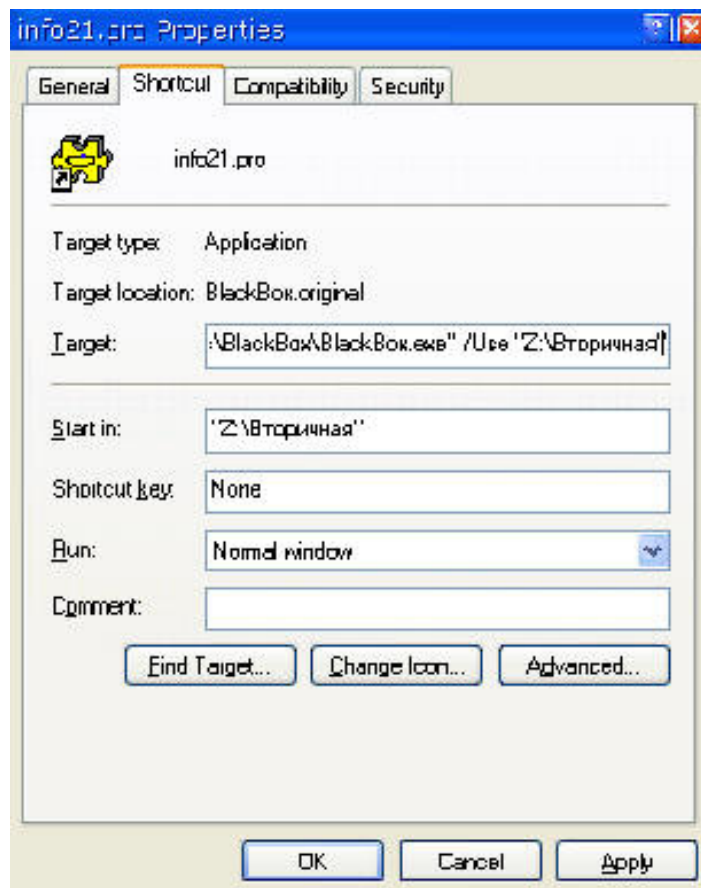 info21.pro Properties
General Shortcut Compatibility Security
info21.pro
Target type: Application
Target location: BlackBox.original
Target: :\BlackBox\BlackBox.exe" /Use "Z:\Вторичная"
Start in: "Z:\Вторичная"
Shortcut key: None
Run: Normal window
Comment:
Find Target... Change Icon... Advanced...
OK Cancel Apply